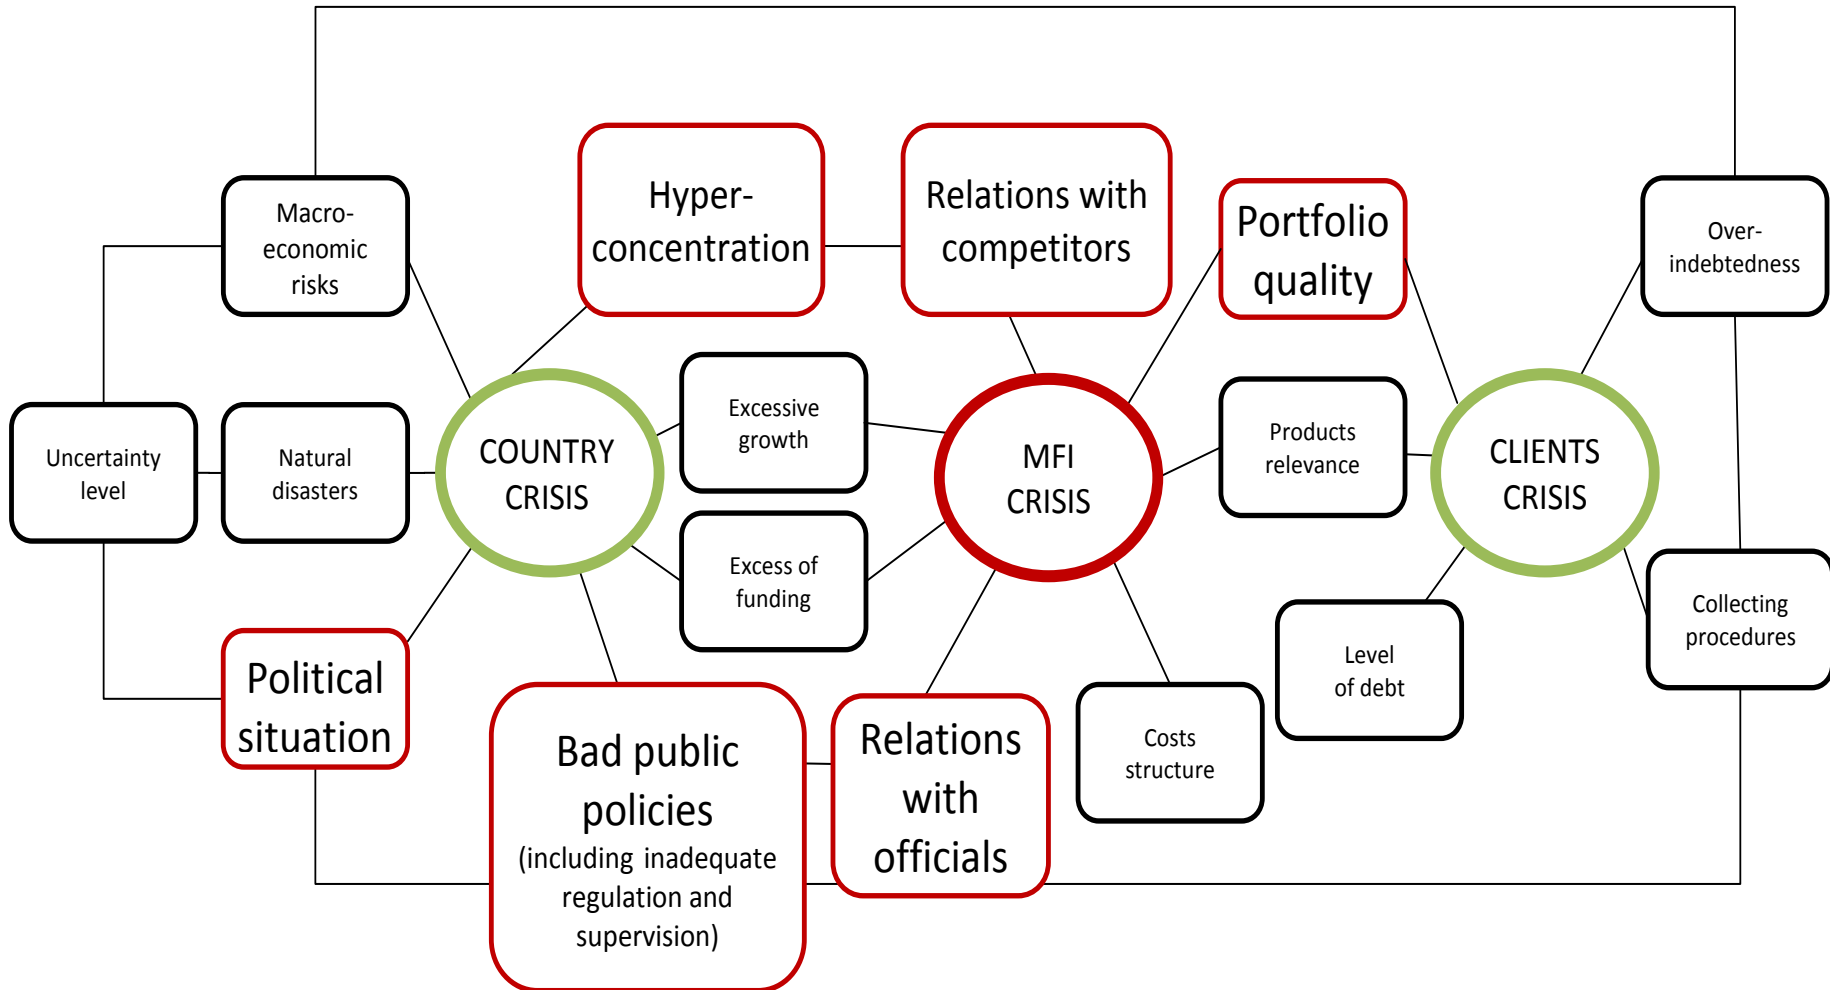 Macro-
economic
risks
Hyper-
concentration
Relations with
competitors
Portfolio
quality
Over-
indebtedness
Uncertainty
level
Natural
disasters
COUNTRY
CRISIS
Excessive
growth
Excess of
funding
MFI
CRISIS
Products
relevance
CLIENTS
CRISIS
Political
situation
Bad public
policies
(including inadequate
regulation and
supervision)
Relations
with
officials
Costs
structure
Level
of debt
Collecting
procedures